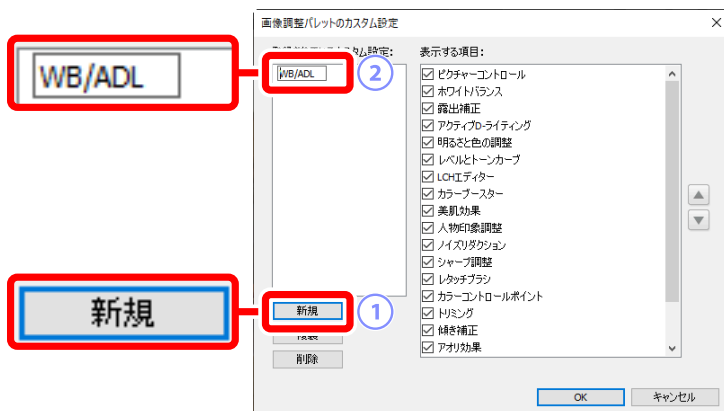 画像調整パレットのカスタム設定
カスタム設定:
表示する項目:
WB/ADL
WB/ADL
2
ピクチャーコントロール
ホワイトバランス
露出補正
アクティブD-ライティング
明るさと色の調整
レベルとトーンカーブ
LCHエディター
カラーブースター
美肌効果
人物印象調整
ノイズリダクション
シャープ調整
レタッチブラシ
カラーコントロールポイント
トリミング
傾き補正
アオリ効果
新規
新規
1
複製
削除
OK
キャンセル